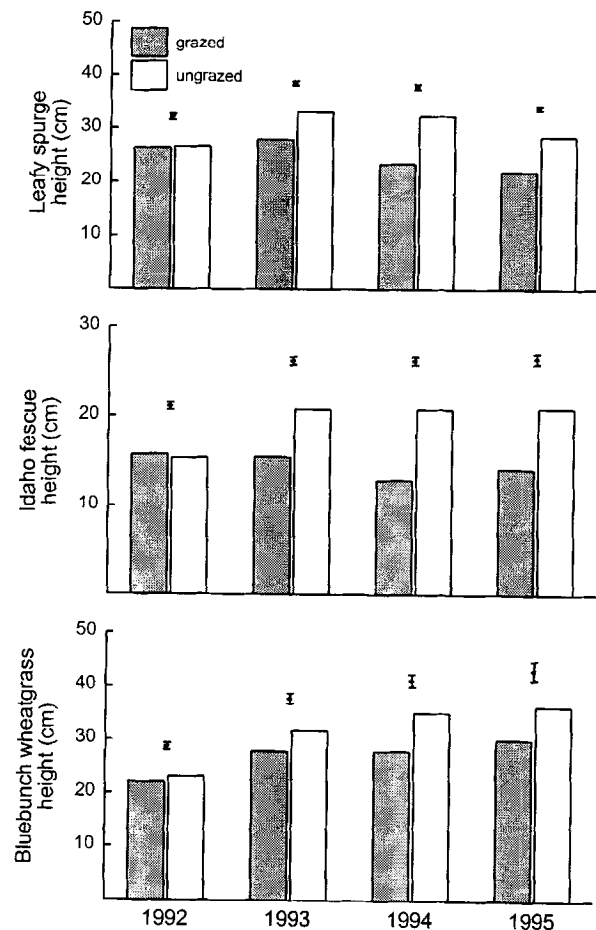 50
40
30
20
10
Leafy spurge
height (cm)
grazed
ungrazed
30
20
10
Idaho fescue
height (cm)
50
40
30
20
10
Bluebunch wheatgrass
height (cm)
1992
1993
1994
1995